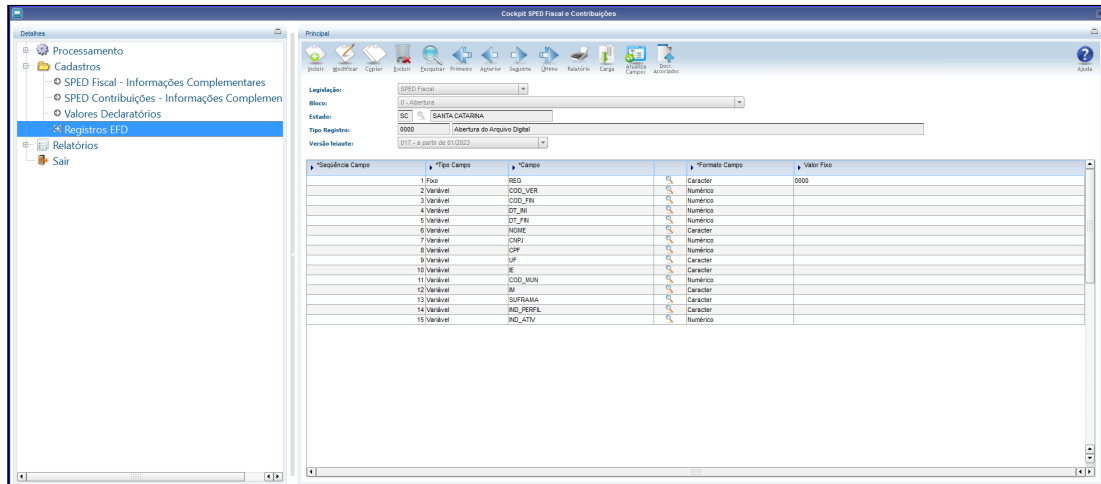 Cockpit SPED Fiscal e Contribuições
Detalhes
Processamento
Cadastros
SPED Fiscal - Informações Complementares
SPED Contribuições - Informações Complemen
Valores Declaratórios
Registros EFD
Relatórios
Sair
Principal
Incluir Modificar Copiar Excluir Pesquisar Primeiro Anterior Seguinte Último Relatório Carga Atualiza Campos Docs. Associados Ajuda
Legislação: SPED Fiscal
Bloco: 0 - Abertura
Estado: SC SANTA CATARINA
Tipo Registro: 0000 Abertura do Arquivo Digital
Versão leiaute: 017 - a partir de 01/2023
*Seqüência Campo *Tipo Campo *Campo *Formato Campo Valor Fixo
1 Fixo REG Caracter 0000
2 Variável COD_VER Numérico
3 Variável COD_FIN Numérico
4 Variável DT_INI Numérico
5 Variável DT_FIN Numérico
6 Variável NOME Caracter
7 Variável CNPJ Numérico
8 Variável CPF Numérico
9 Variável UF Caracter
10 Variável IE Caracter
11 Variável COD_MUN Numérico
12 Variável IM Caracter
13 Variável SUFRAMA Caracter
14 Variável IND_PERFIL Caracter
15 Variável IND_ATIV Numérico